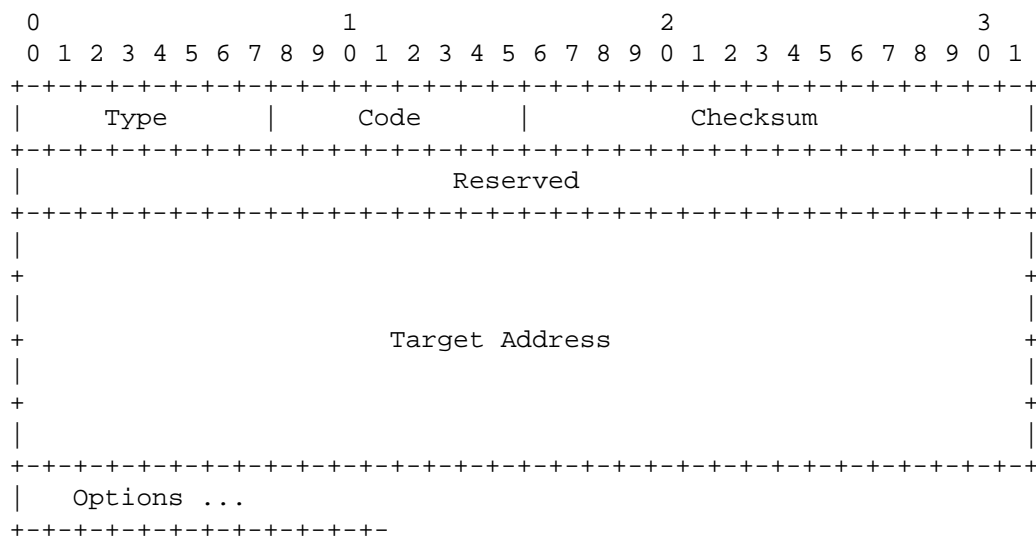 0                   1                   2                   3
 0 1 2 3 4 5 6 7 8 9 0 1 2 3 4 5 6 7 8 9 0 1 2 3 4 5 6 7 8 9 0 1
+-+-+-+-+-+-+-+-+-+-+-+-+-+-+-+-+-+-+-+-+-+-+-+-+-+-+-+-+-+-+-+-+
|     Type      |     Code      |          Checksum             |
+-+-+-+-+-+-+-+-+-+-+-+-+-+-+-+-+-+-+-+-+-+-+-+-+-+-+-+-+-+-+-+-+
|                           Reserved                            |
+-+-+-+-+-+-+-+-+-+-+-+-+-+-+-+-+-+-+-+-+-+-+-+-+-+-+-+-+-+-+-+-+
|                                                               |
+                                                               +
|                                                               |
+                       Target Address                          +
|                                                               |
+                                                               +
|                                                               |
+-+-+-+-+-+-+-+-+-+-+-+-+-+-+-+-+-+-+-+-+-+-+-+-+-+-+-+-+-+-+-+-+
|   Options ...
+-+-+-+-+-+-+-+-+-+-+-+-